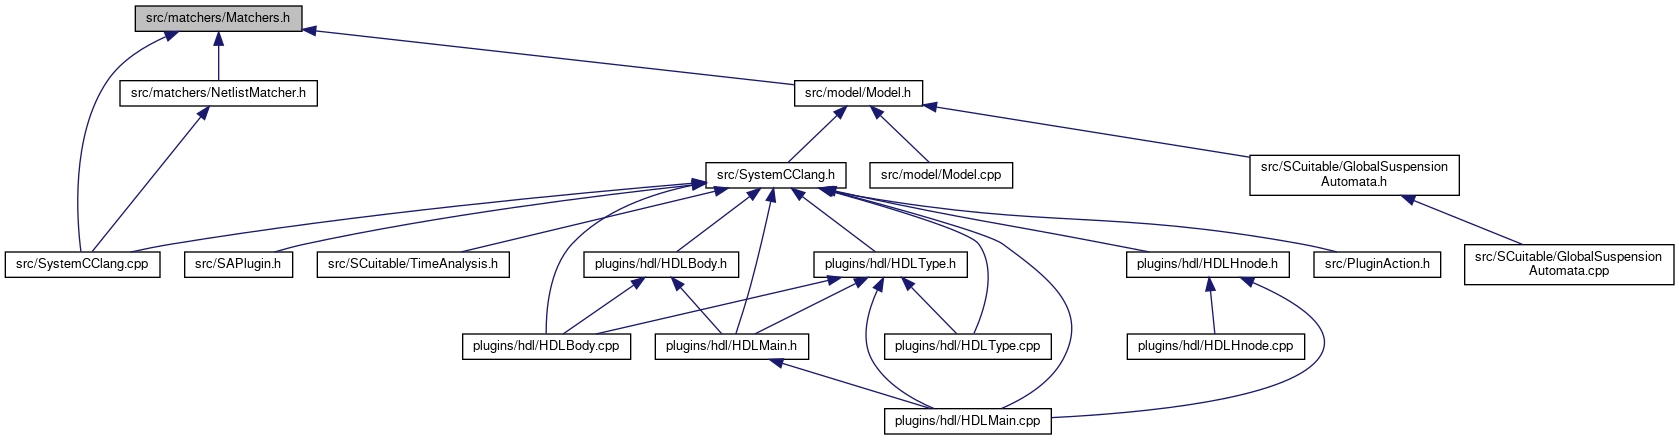 src/matchers/Matchers.h
src/matchers/NetlistMatcher.h
src/model/Model.h
src/SystemCClang.h
src/model/Model.cpp
src/SCuitable/GlobalSuspension
Automata.h
src/SystemCClang.cpp
src/SAPlugin.h
src/SCuitable/TimeAnalysis.h
plugins/hdl/HDLBody.h
plugins/hdl/HDLType.h
plugins/hdl/HDLHnode.h
src/PluginAction.h
src/SCuitable/GlobalSuspension
Automata.cpp
plugins/hdl/HDLBody.cpp
plugins/hdl/HDLMain.h
plugins/hdl/HDLType.cpp
plugins/hdl/HDLHnode.cpp
plugins/hdl/HDLMain.cpp